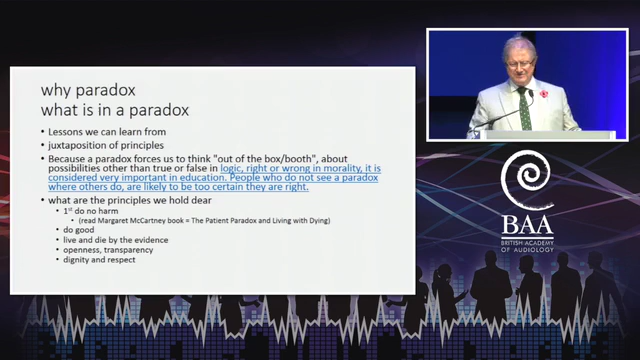 why paradox
what is in a paradox
• Lessons we can learn from
• juxtaposition of principles
• Because a paradox forces us to think "out of the box/booth", about
possibilities other than true or false in logic, right or wrong in morality, it is
considered very important in education. People who do not see a paradox
where others do, are likely to be too certain they are right.
• what are the principles we hold dear
• 1st do no harm
• (read Margaret McCartney book = The Patient Paradox and Living with Dying)
• do good
• live and die by the evidence
• openness, transparency
• dignity and respect
BAA
BRITISH ACADEMY
OF AUDIOLOGY